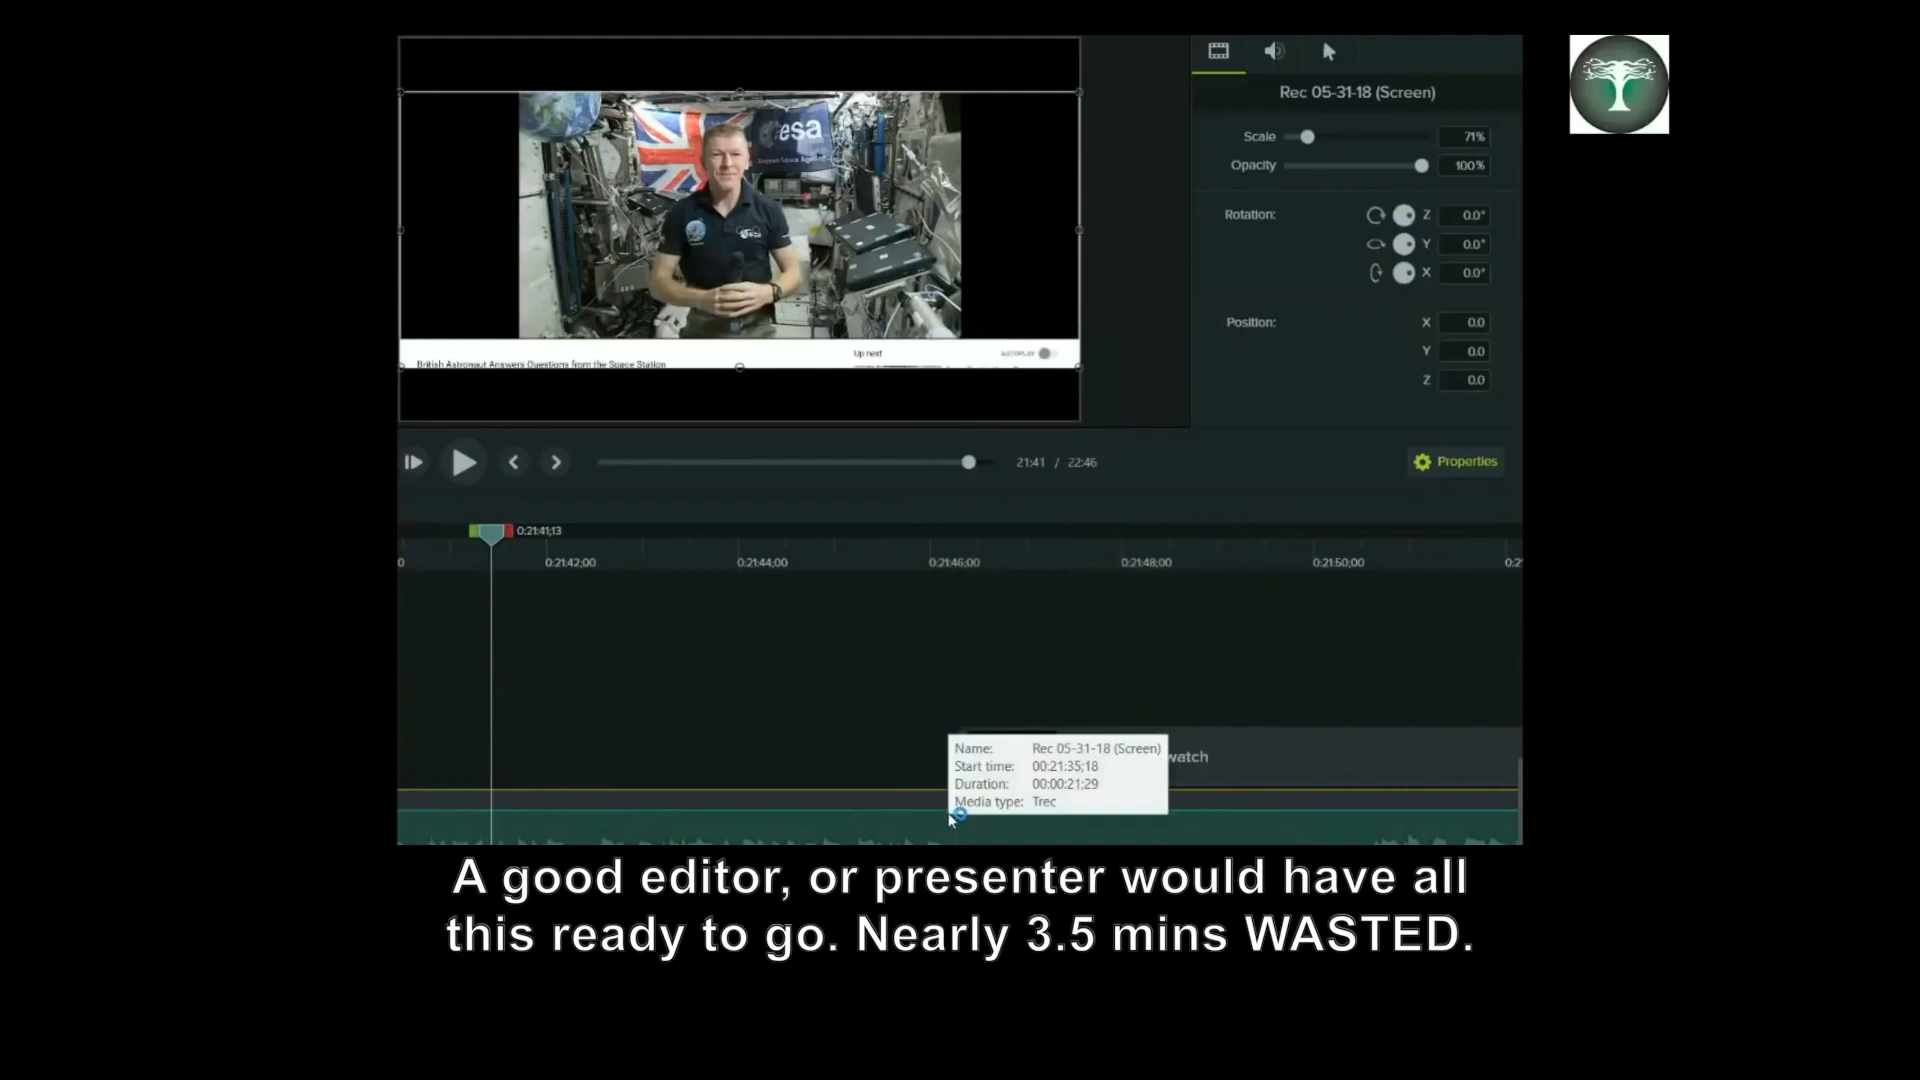 esa
Rec 05-31-18 (Screen)
Scale 71%
Opacity 100%
Rotation: Z 0.0°
Y 0.0°
X 0.0°
Position: X 0.0
Y 0.0
Z 0.0
Up next AUTOPLAY
British Astronaut Answers Questions from the Space Station
21:41 / 22:46 Properties
0:21:41;13
0:21:42;00 0:21:44;00 0:21:46;00 0:21:48;00 0:21:50;00
Name: Rec 05-31-18 (Screen)
Start time: 00:21:35;18
Duration: 00:00:21;29
Media type: Trec
watch
A good editor, or presenter would have all
this ready to go. Nearly 3.5 mins WASTED.